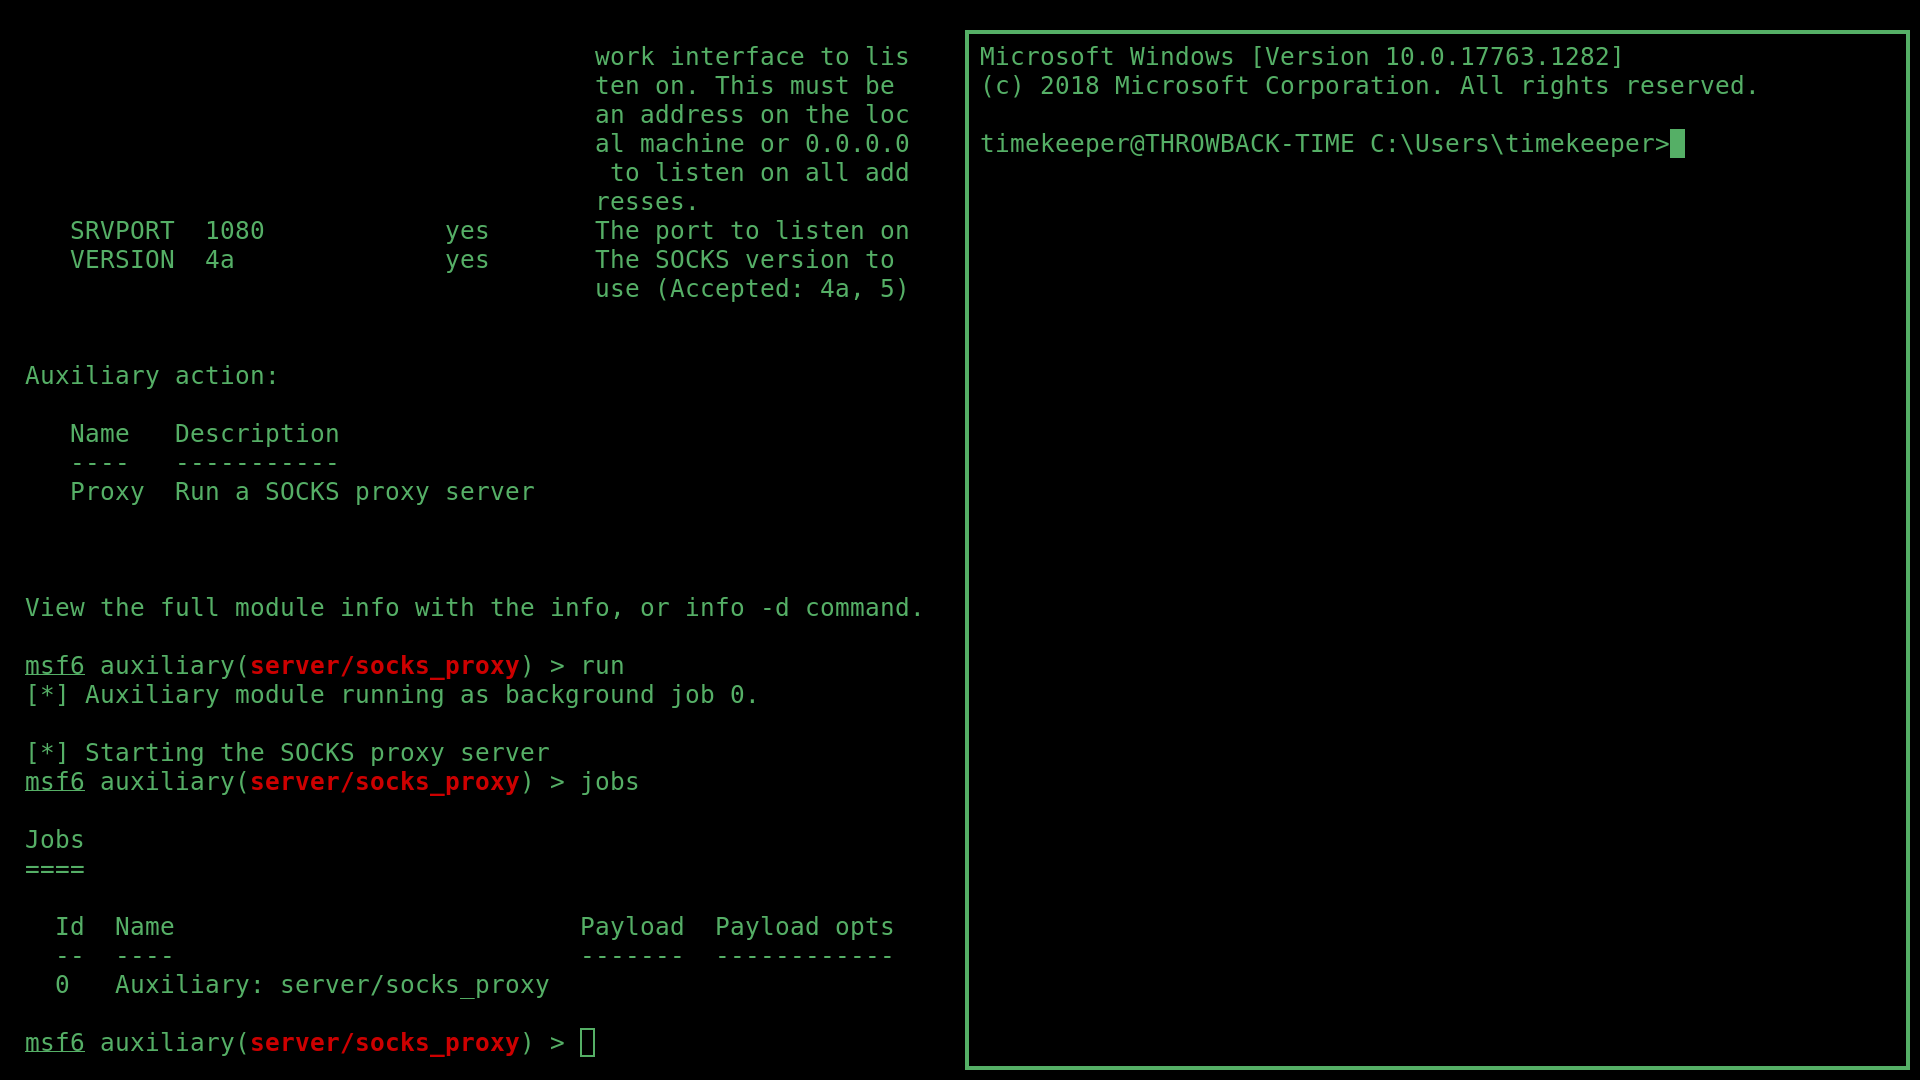 work interface to lis
ten on. This must be
an address on the loc
al machine or 0.0.0.0
to listen on all add
resses.
SRVPORT  1080            yes       The port to listen on
VERSION  4a              yes       The SOCKS version to
use (Accepted: 4a, 5)
Auxiliary action:
Name   Description
----   -----------
Proxy  Run a SOCKS proxy server
View the full module info with the info, or info -d command.
msf6 auxiliary(server/socks_proxy) > run
[*] Auxiliary module running as background job 0.
[*] Starting the SOCKS proxy server
msf6 auxiliary(server/socks_proxy) > jobs
Jobs
====
Id  Name                           Payload  Payload opts
--  ----                           -------  ------------
0   Auxiliary: server/socks_proxy
msf6 auxiliary(server/socks_proxy) >
Microsoft Windows [Version 10.0.17763.1282]
(c) 2018 Microsoft Corporation. All rights reserved.
timekeeper@THROWBACK-TIME C:\Users\timekeeper>